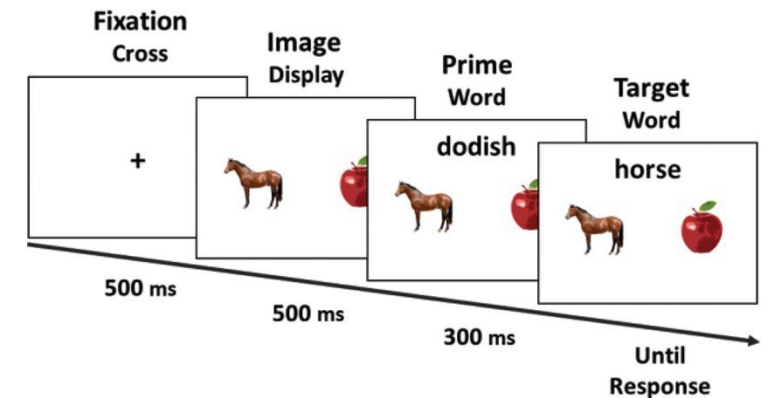 Fixation
Cross
+
500 ms
Image
Display
500 ms
Prime
Word
dodish
300 ms
Target
Word
horse
Until
Response